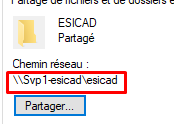 Partage de fichiers et de dossiers e
ESICAD
Partagé
Chemin réseau :
\\Svp1-esicad\esicad
Partager...